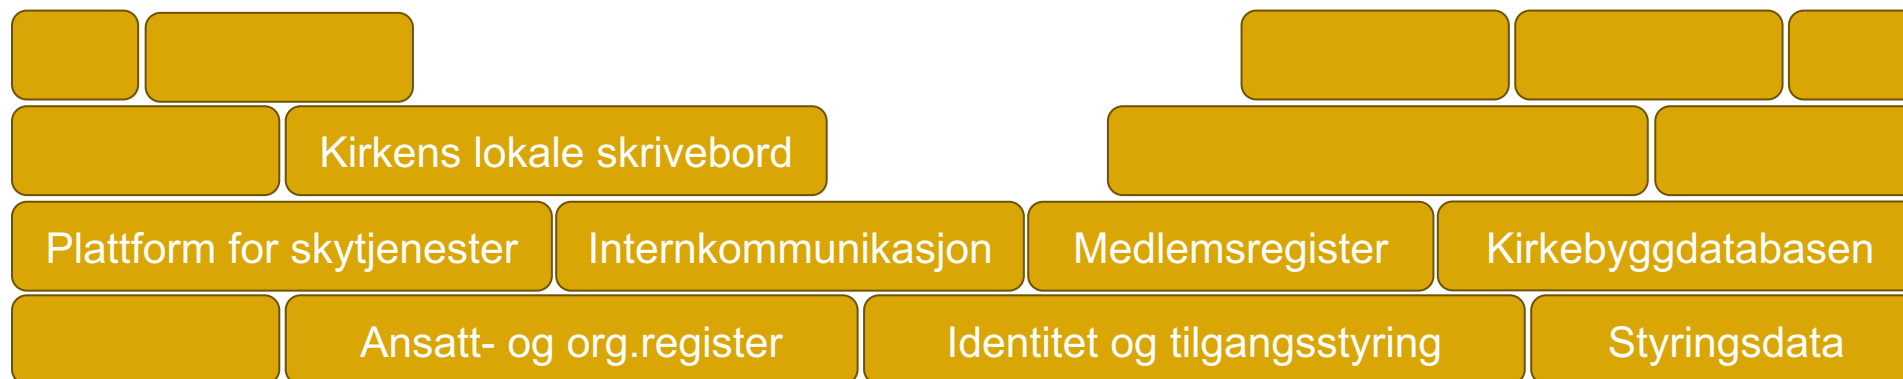 Kirkens lokale skrivebord
Plattform for skytjenester
Internkommunikasjon
Medlemsregister
Kirkebyggdatabasen
Ansatt- og org.register
Identitet og tilgangsstyring
Styringsdata